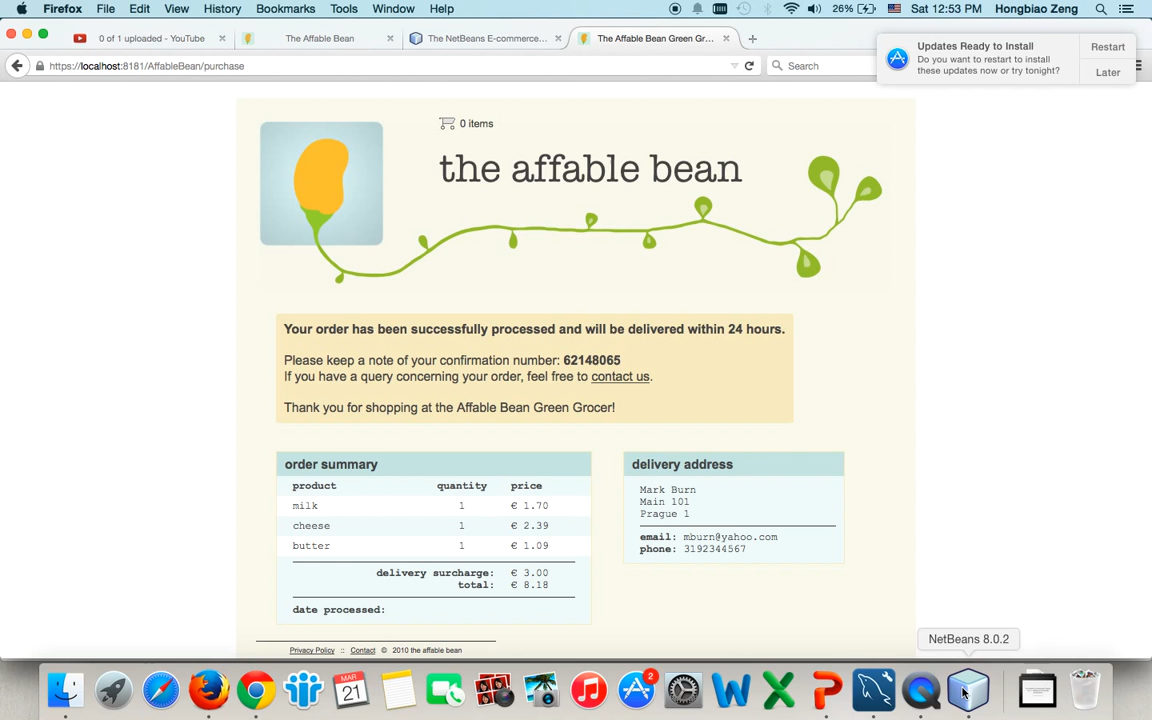 Firefox File Edit View History Bookmarks Tools Window Help 26% Sat 12:53 PM Hongbiao Zeng
0 of 1 uploaded - YouTube × The Affable Bean × The NetBeans E-commerce... × The Affable Bean Green Gr... × +
https://localhost:8181/AffableBean/purchase Search
Updates Ready to Install
Do you want to restart to install
these updates now or try tonight?
Restart
Later
0 items
the affable bean
Your order has been successfully processed and will be delivered within 24 hours.
Please keep a note of your confirmation number: 62148065
If you have a query concerning your order, feel free to contact us.
Thank you for shopping at the Affable Bean Green Grocer!
order summary
product quantity price
milk 1 € 1.70
cheese 1 € 2.39
butter 1 € 1.09
delivery surcharge: € 3.00
total: € 8.18
date processed:
delivery address
Mark Burn
Main 101
Prague 1
email: mburn@yahoo.com
phone: 3192344567
Privacy Policy :: Contact © 2010 the affable bean
NetBeans 8.0.2
MAR
21
2